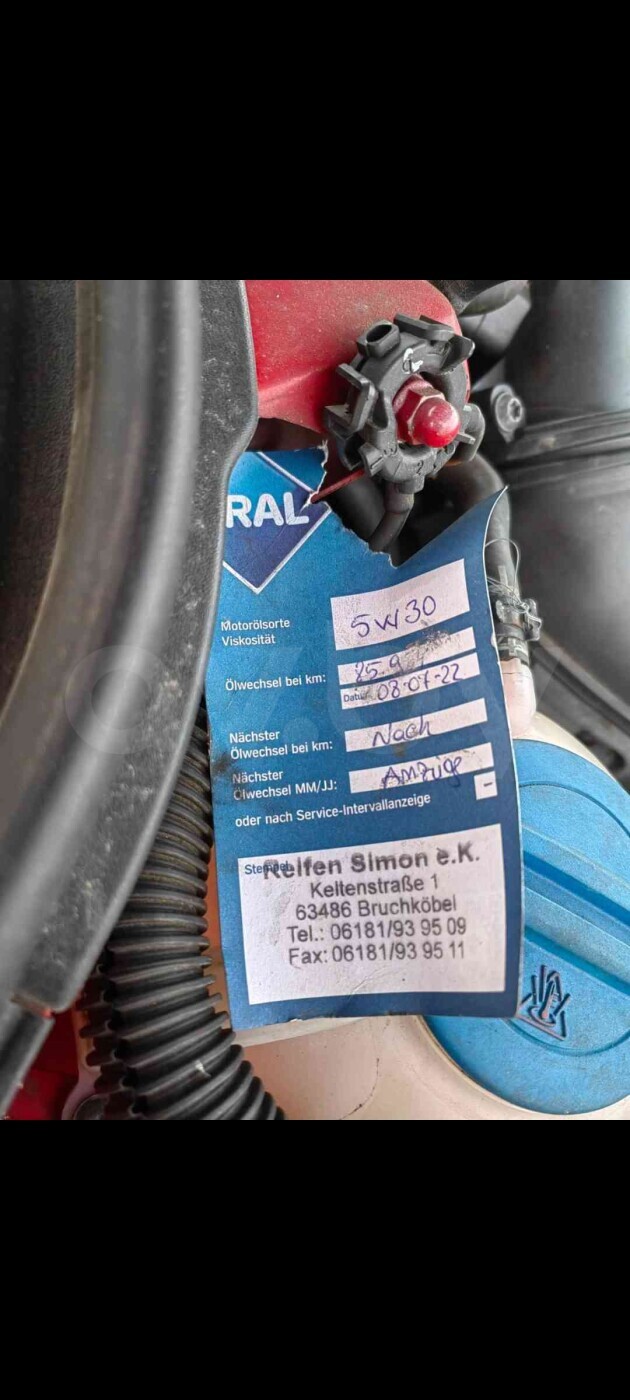 RAL
Motorölsorte
Viskosität
5W30
Ölwechsel bei km:
Datum 08-07-22
Nächster
Ölwechsel bei km:
Nach
Nächster
Ölwechsel MM/JJ:
Anzüige
oder nach Service-Intervallanzeige
-
Stempel
Reifen Simon e.K.
Keltenstraße 1
63486 Bruchköbel
Tel.: 06181/93 95 09
Fax: 06181/93 95 11